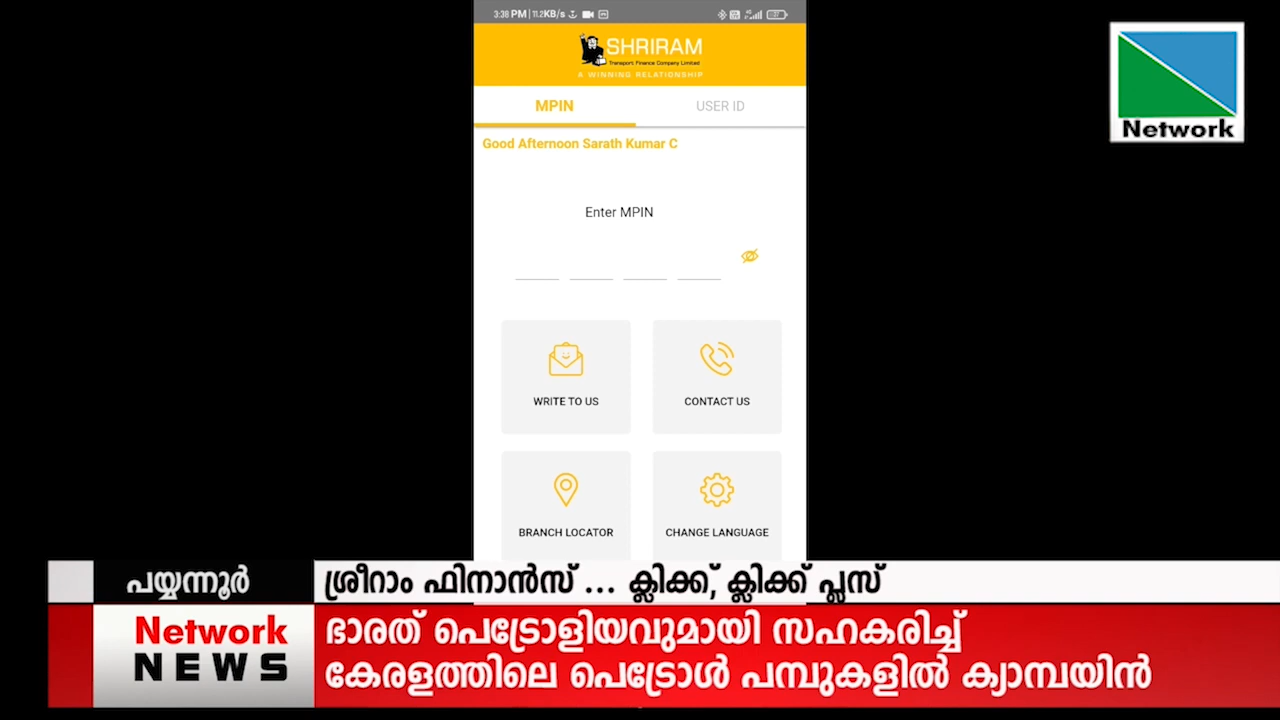 3:38 PM | 11.2KB/s
SHRIRAM
Transport Finance Company Limited
A WINNING RELATIONSHIP
MPIN
USER ID
Good Afternoon Sarath Kumar C
Enter MPIN
WRITE TO US
CONTACT US
BRANCH LOCATOR
CHANGE LANGUAGE
Network
പയ്യന്നൂർ
ശ്രീറാം ഫിനാൻസ് ... ക്ലിക്ക്, ക്ലിക്ക് പ്ലസ്
Network
NEWS
ഭാരത് പെട്രോളിയവുമായി സഹകരിച്ച്
കേരളത്തിലെ പെട്രോൾ പമ്പുകളിൽ ക്യാമ്പയിൻ